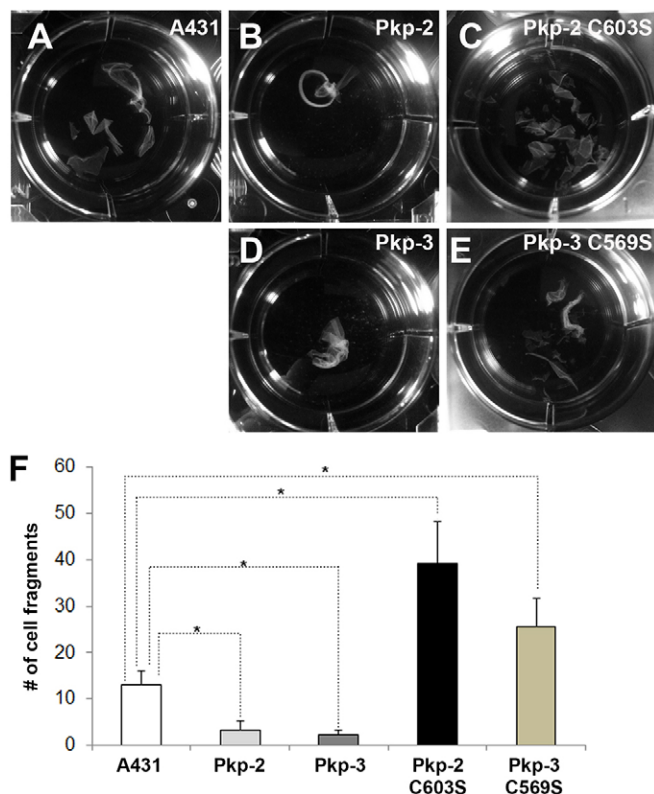 A A431
B Pkp-2
C Pkp-2 C603S
D Pkp-3
E Pkp-3 C569S
F
# of cell fragments
60
50
40
30
20
10
0
*
*
*
*
A431
Pkp-2
Pkp-3
Pkp-2
C603S
Pkp-3
C569S